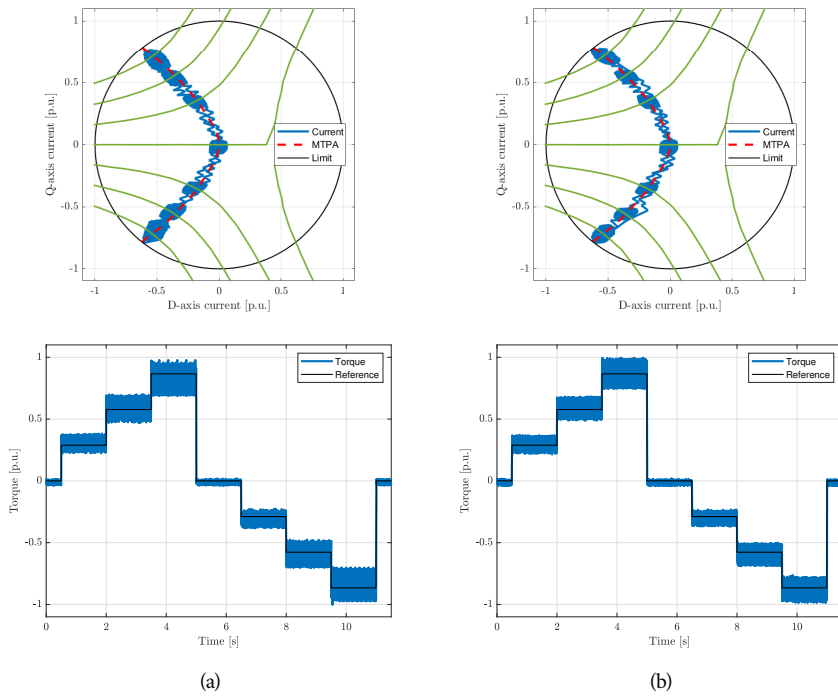 1
0.5
0
-0.5
-1
Q-axis current [p.u.]
-1
-0.5
0
0.5
1
D-axis current [p.u.]
Current
MTPA
Limit
1
0.5
0
-0.5
-1
Q-axis current [p.u.]
-1
-0.5
0
0.5
1
D-axis current [p.u.]
Current
MTPA
Limit
1
0.5
0
-0.5
-1
Torque [p.u.]
0
2
4
6
8
10
Time [s]
Torque
Reference
1
0.5
0
-0.5
-1
Torque [p.u.]
0
2
4
6
8
10
Time [s]
Torque
Reference
(a)
(b)